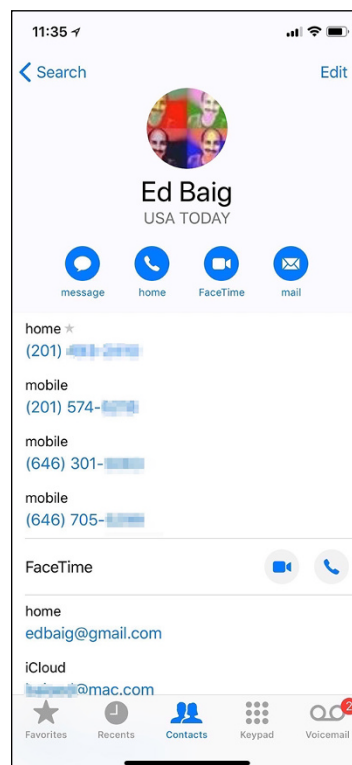 11:35
Search
Edit
Ed Baig
USA TODAY
message home FaceTime mail
home
(201)
mobile
(201) 574-
mobile
(646) 301-
mobile
(646) 705-
FaceTime
home
edbaig@gmail.com
iCloud
@mac.com
2
Favorites Recents Contacts Keypad Voicemail